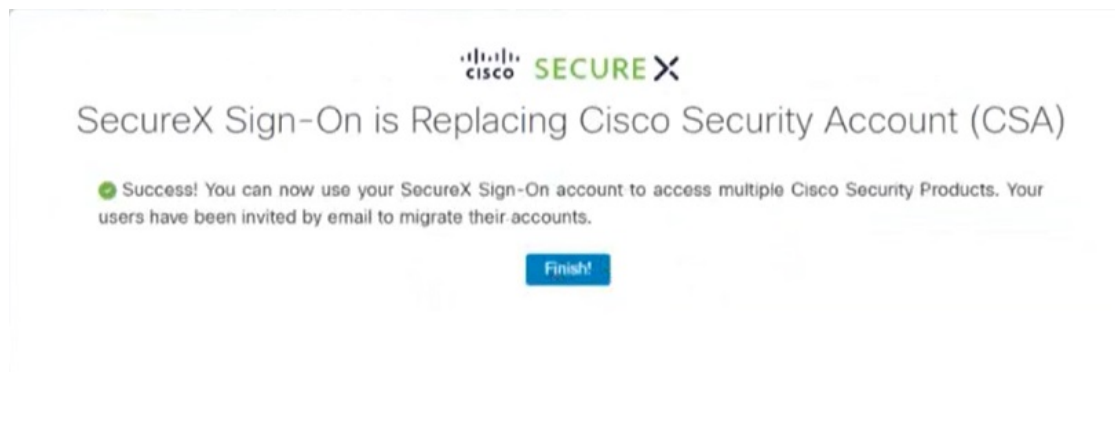 CISCO SECUREX
SecureX Sign-On is Replacing Cisco Security Account (CSA)
Success! You can now use your SecureX Sign-On account to access multiple Cisco Security Products. Your
users have been invited by email to migrate their accounts.
Finish!